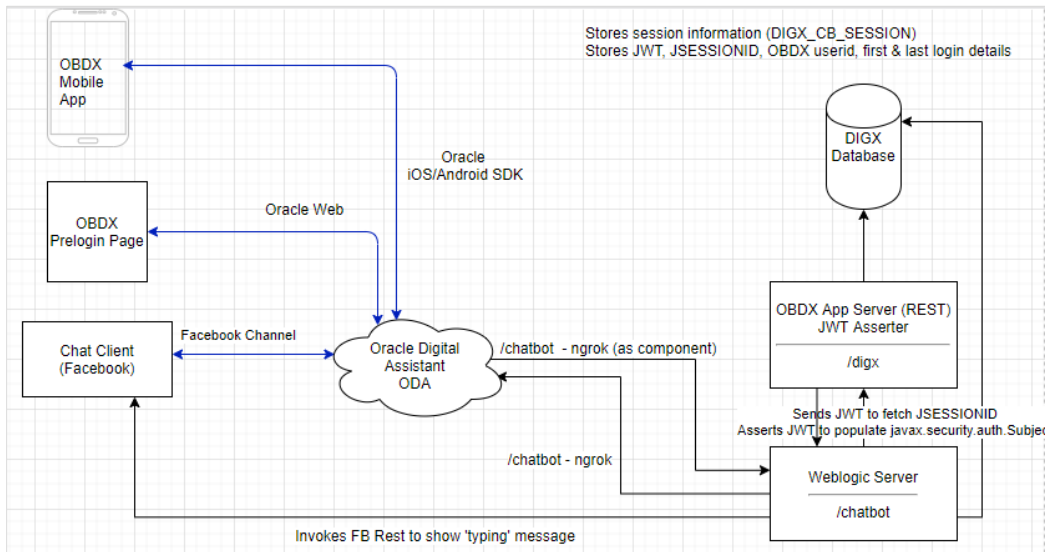 Stores session information (DIGX_CB_SESSION)
Stores JWT, JSESSIONID, OBDX userid, first & last login details
OBDX
Mobile
App
DIGX
Database
Oracle
iOS/Android SDK
Oracle Web
OBDX
Prelogin Page
OBDX App Server (REST)
JWT Asserter
/digx
Facebook Channel
Chat Client
(Facebook)
Oracle Digital
Assistant
ODA
/chatbot - ngrok (as component)
Sends JWT to fetch JSESSIONID
Asserts JWT to populate javax.security.auth.Subjec
/chatbot - ngrok
Weblogic Server
/chatbot
Invokes FB Rest to show 'typing' message